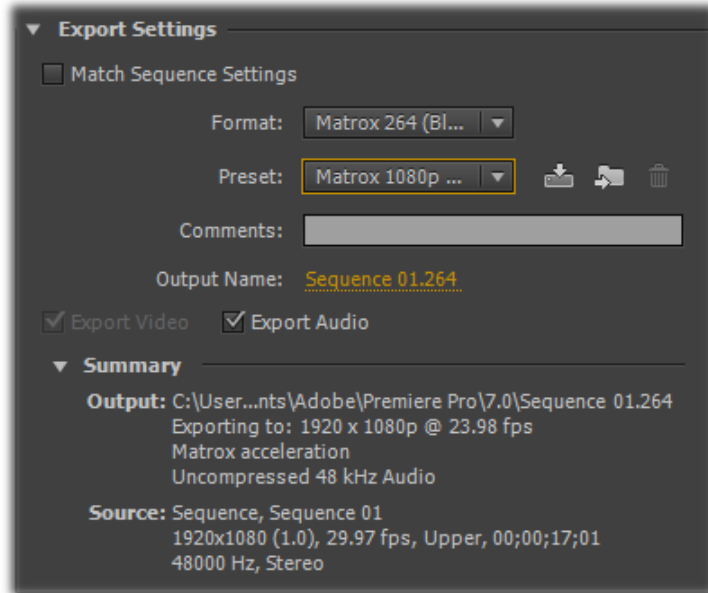 Export Settings
Match Sequence Settings
Format: Matrox 264 (Bl...
Preset: Matrox 1080p ...
Comments:
Output Name: Sequence 01.264
Export Video Export Audio
Summary
Output: C:\User...nts\Adobe\Premiere Pro\7.0\Sequence 01.264
Exporting to: 1920 x 1080p @ 23.98 fps
Matrox acceleration
Uncompressed 48 kHz Audio
Source: Sequence, Sequence 01
1920x1080 (1.0), 29.97 fps, Upper, 00;00;17;01
48000 Hz, Stereo